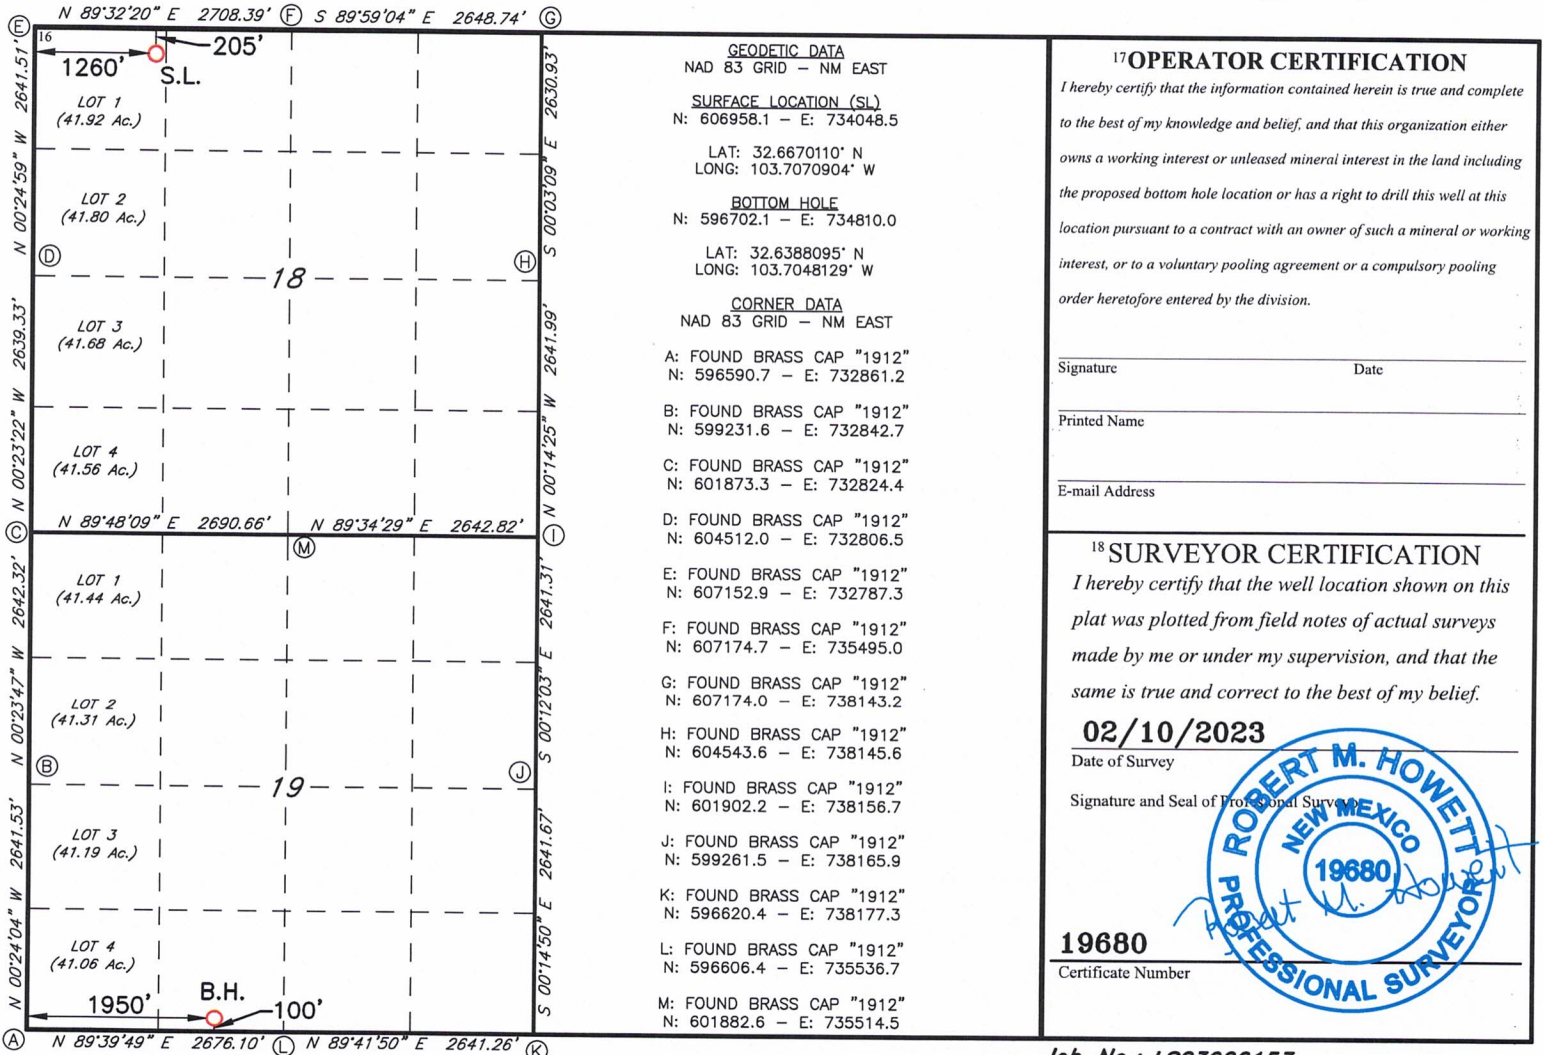 N 89°32'20" E 2708.39' F S 89°59'04" E 2648.74' G
E
16
205'
1260'
S.L.
LOT 1
(41.92 Ac.)
LOT 2
(41.80 Ac.)
D
18
H
LOT 3
(41.68 Ac.)
LOT 4
(41.56 Ac.)
N 00°24'59" W 2641.51'
N 00°23'22" W 2639.33'
S 00°03'09" E 2630.93'
N 00°14'25" W 2641.99'
N 89°48'09" E 2690.66' N 89°34'29" E 2642.82'
C
M
I
LOT 1
(41.44 Ac.)
LOT 2
(41.31 Ac.)
B
19
J
LOT 3
(41.19 Ac.)
LOT 4
(41.06 Ac.)
N 00°23'47" W 2642.32'
N 00°24'04" W 2641.53'
S 00°12'03" E 2641.31'
S 00°14'50" E 2641.67'
B.H.
1950'
100'
A N 89°39'49" E 2676.10' L N 89°41'50" E 2641.26' K
GEODETIC DATA
NAD 83 GRID – NM EAST
SURFACE LOCATION (SL)
N: 606958.1 – E: 734048.5
LAT: 32.6670110° N
LONG: 103.7070904° W
BOTTOM HOLE
N: 596702.1 – E: 734810.0
LAT: 32.6388095° N
LONG: 103.7048129° W
CORNER DATA
NAD 83 GRID – NM EAST
A: FOUND BRASS CAP "1912"
N: 596590.7 – E: 732861.2
B: FOUND BRASS CAP "1912"
N: 599231.6 – E: 732842.7
C: FOUND BRASS CAP "1912"
N: 601873.3 – E: 732824.4
D: FOUND BRASS CAP "1912"
N: 604512.0 – E: 732806.5
E: FOUND BRASS CAP "1912"
N: 607152.9 – E: 732787.3
F: FOUND BRASS CAP "1912"
N: 607174.7 – E: 735495.0
G: FOUND BRASS CAP "1912"
N: 607174.0 – E: 738143.2
H: FOUND BRASS CAP "1912"
N: 604543.6 – E: 738145.6
I: FOUND BRASS CAP "1912"
N: 601902.2 – E: 738156.7
J: FOUND BRASS CAP "1912"
N: 599261.5 – E: 738165.9
K: FOUND BRASS CAP "1912"
N: 596620.4 – E: 738177.3
L: FOUND BRASS CAP "1912"
N: 596606.4 – E: 735536.7
M: FOUND BRASS CAP "1912"
N: 601882.6 – E: 735514.5
17 OPERATOR CERTIFICATION
I hereby certify that the information contained herein is true and complete
to the best of my knowledge and belief, and that this organization either
owns a working interest or unleased mineral interest in the land including
the proposed bottom hole location or has a right to drill this well at this
location pursuant to a contract with an owner of such a mineral or working
interest, or to a voluntary pooling agreement or a compulsory pooling
order heretofore entered by the division.
Signature Date
Printed Name
E-mail Address
18 SURVEYOR CERTIFICATION
I hereby certify that the well location shown on this
plat was plotted from field notes of actual surveys
made by me or under my supervision, and that the
same is true and correct to the best of my belief.
02/10/2023
Date of Survey
Signature and Seal of Professional Surveyor
ROBERT M. HOWETT
NEW MEXICO
19680
PROFESSIONAL SURVEYOR
Robert M. Howett
19680
Certificate Number